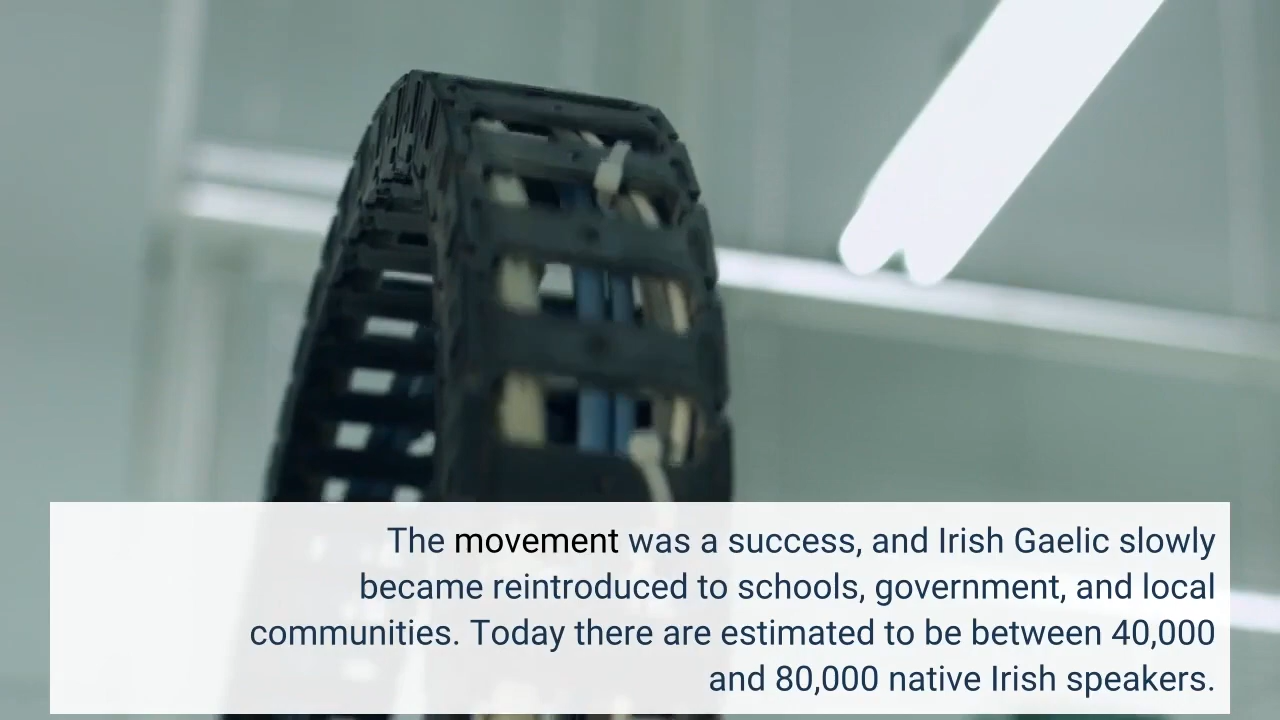 The movement was a success, and Irish Gaelic slowly
became reintroduced to schools, government, and local
communities. Today there are estimated to be between 40,000
and 80,000 native Irish speakers.